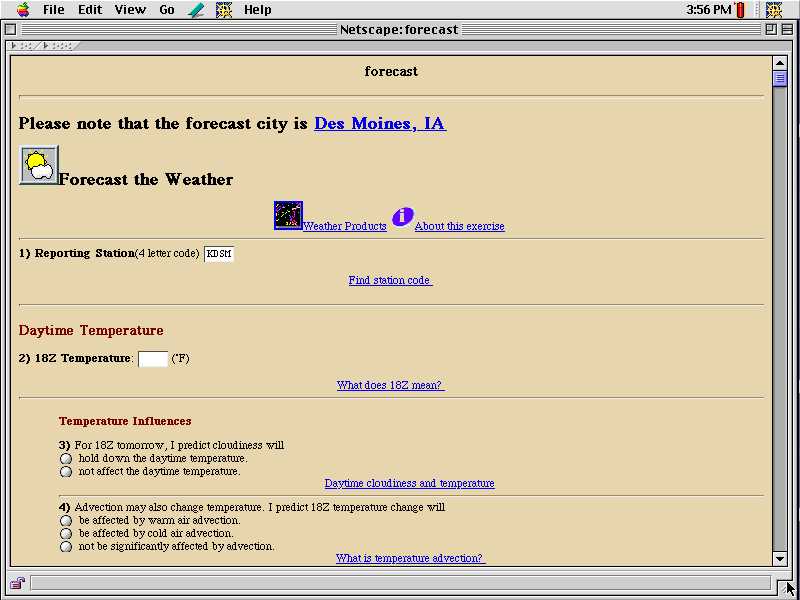 File Edit View Go Help 3:56 PM
Netscape: forecast
forecast
Please note that the forecast city is Des Moines, IA
Forecast the Weather
Weather Products i About this exercise
1) Reporting Station(4 letter code) KDSM
Find station code
Daytime Temperature
2) 18Z Temperature: (°F)
What does 18Z mean?
Temperature Influences
3) For 18Z tomorrow, I predict cloudiness will
hold down the daytime temperature.
not affect the daytime temperature.
Daytime cloudiness and temperature
4) Advection may also change temperature. I predict 18Z temperature change will
be affected by warm air advection.
be affected by cold air advection.
not be significantly affected by advection.
What is temperature advection?